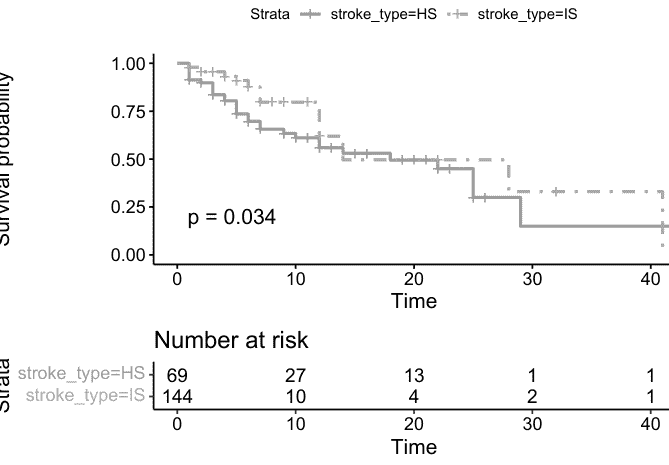 Strata stroke_type=HS stroke_type=IS
Survival probability
1.00
0.75
0.50
0.25
0.00
p = 0.034
0 10 20 30 40
Time
Number at risk
Strata
stroke_type=HS 69 27 13 1 1
stroke_type=IS 144 10 4 2 1
0 10 20 30 40
Time